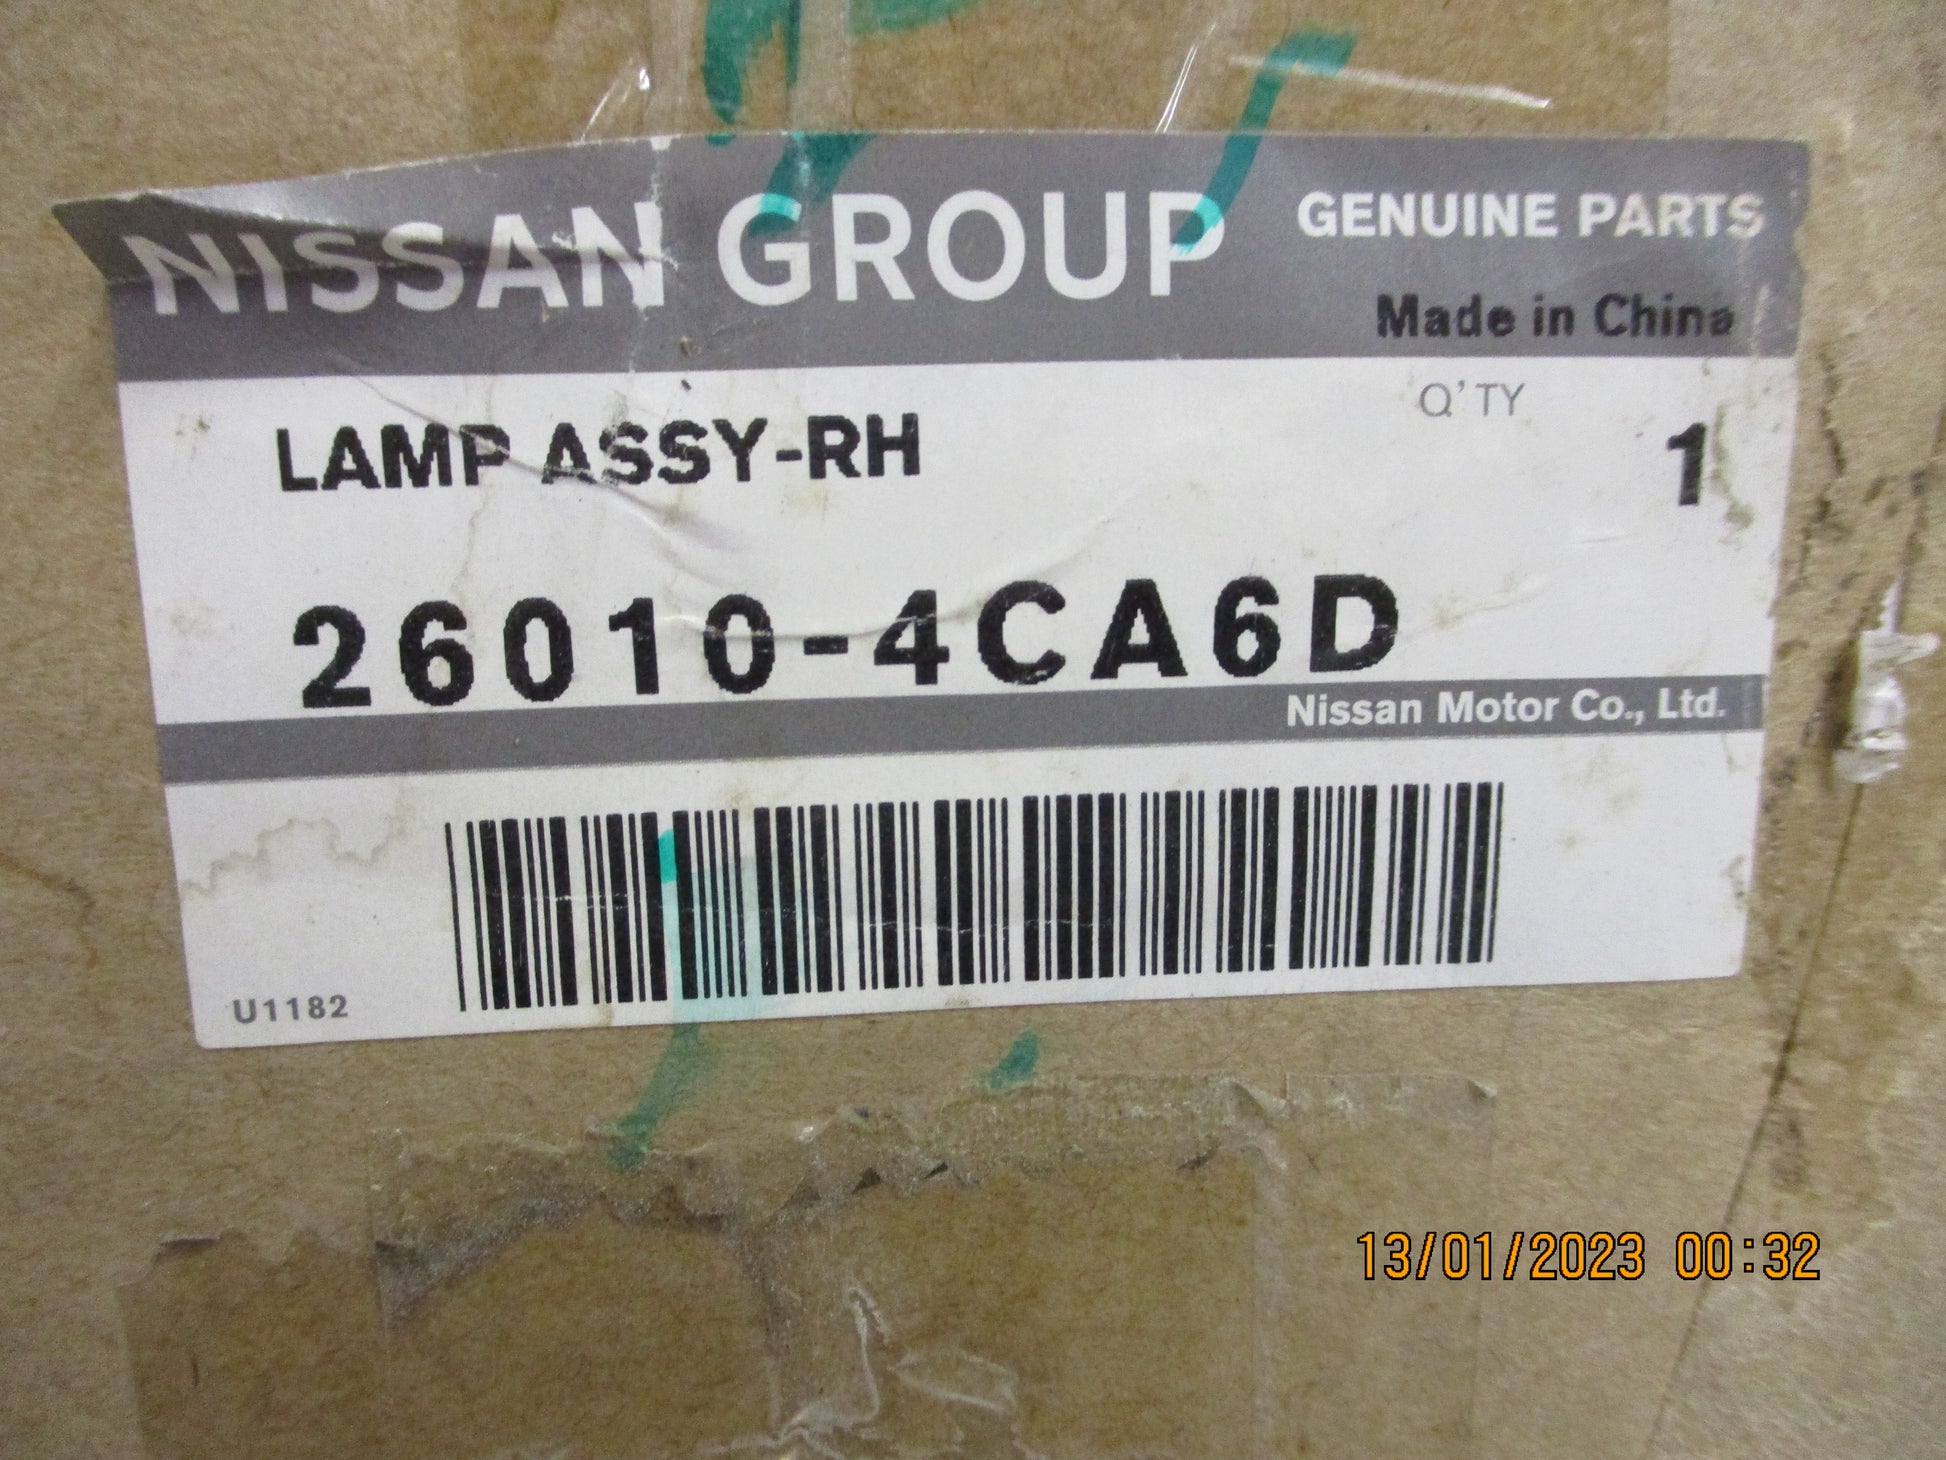 NISSAN GROUP GENUINE PARTS
Made in China
Q'TY
LAMP ASSY-RH 1
26010-4CA6D
Nissan Motor Co., Ltd.
U1182
13/01/2023 00:32